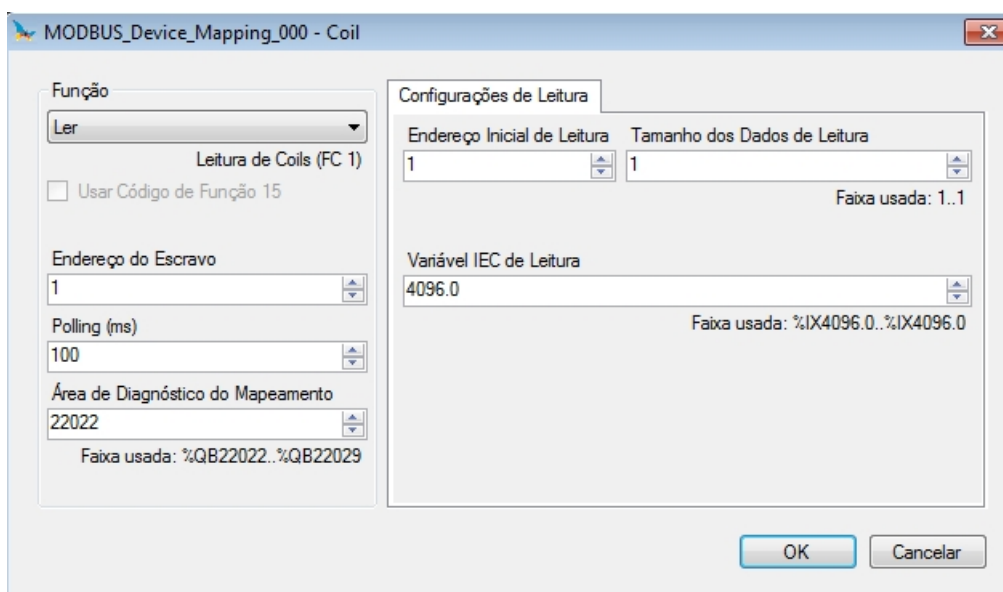 MODBUS_Device_Mapping_000 - Coil
Função
Ler
Leitura de Coils (FC 1)
Usar Código de Função 15
Endereço do Escravo
1
Polling (ms)
100
Área de Diagnóstico do Mapeamento
22022
Faixa usada: %QB22022..%QB22029
Configurações de Leitura
Endereço Inicial de Leitura Tamanho dos Dados de Leitura
1 1
Faixa usada: 1..1
Variável IEC de Leitura
4096.0
Faixa usada: %IX4096.0..%IX4096.0
OK Cancelar